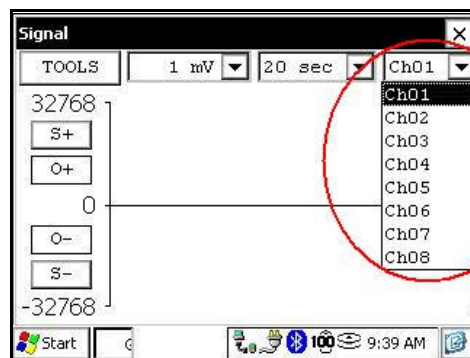 Signal
TOOLS 1 mV 20 sec Ch01
Ch01
Ch02
Ch03
Ch04
Ch05
Ch06
Ch07
Ch08
32768
S+
O+
0
O-
S-
-32768
Start 100 9:39 AM